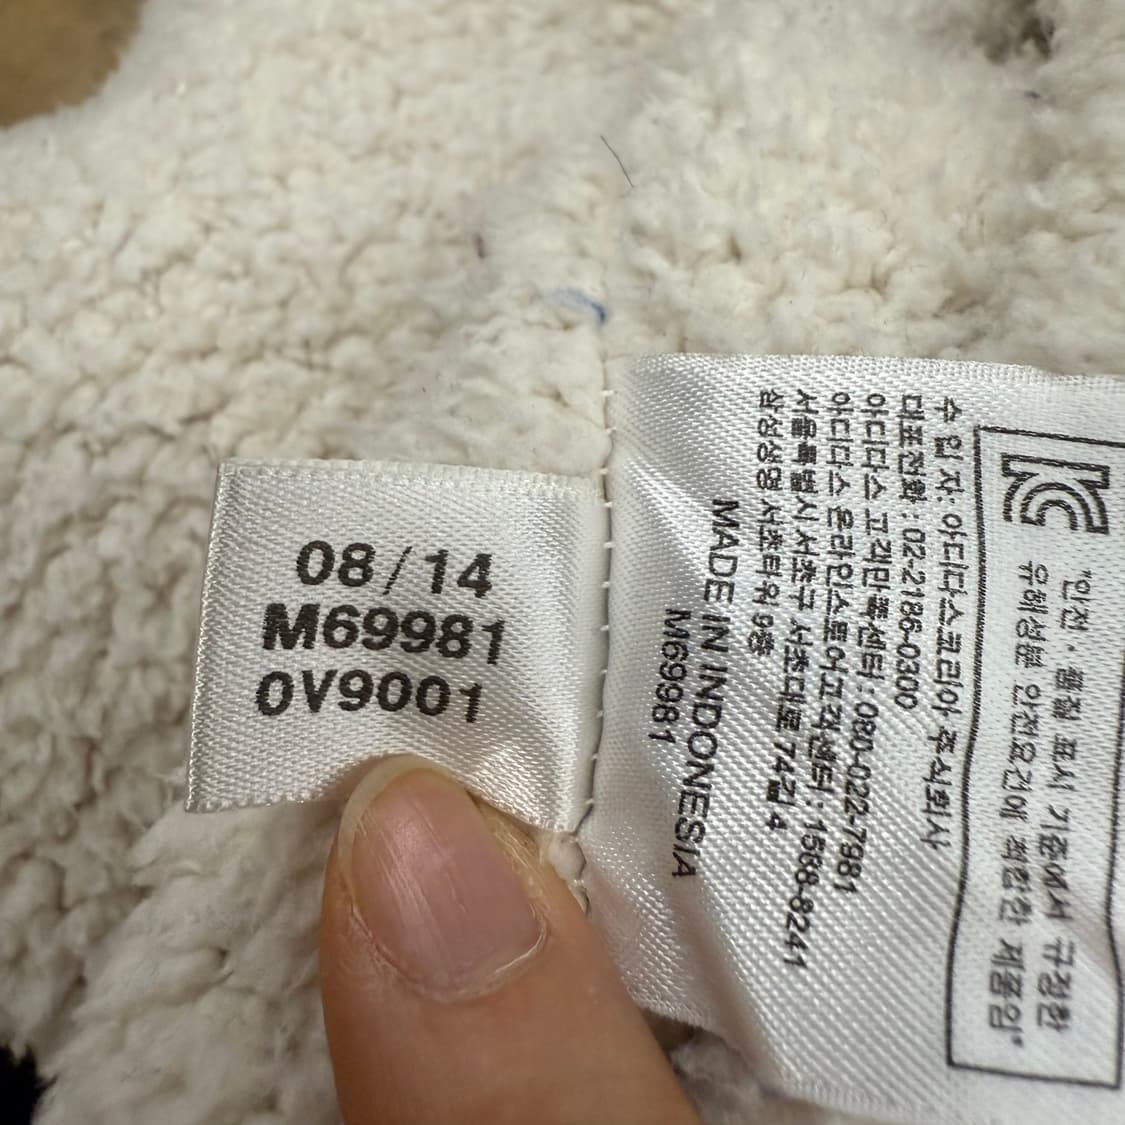 08/14
M69981
0V9001
KC
"안전·품질 표시 기준에서 규정한
유해성분 안전요건에 적합한 제품임"
수 입 자: 아디다스코리아 주식회사
대표전화: 02-2186-0300
아디다스 고객만족센터: 080-022-7981
아디다스 온라인스토어고객센터: 1588-8241
서울특별시 서초구 서초대로 74길 4
삼성생명 서초타워 9층
MADE IN INDONESIA
M69981